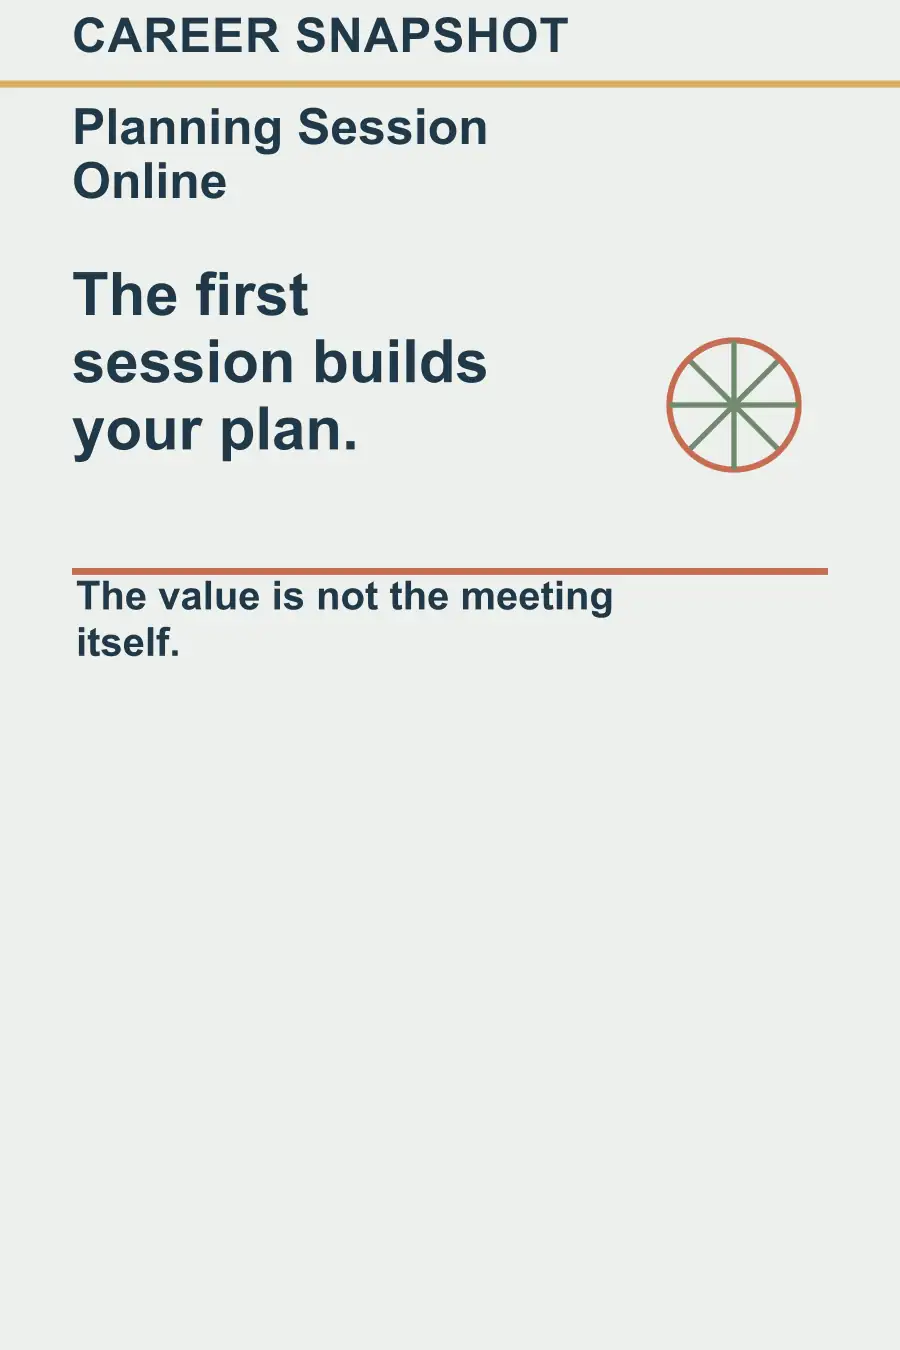 CAREER SNAPSHOT
Planning Session
Online
The first
session builds
your plan.
The value is not the meeting
itself.